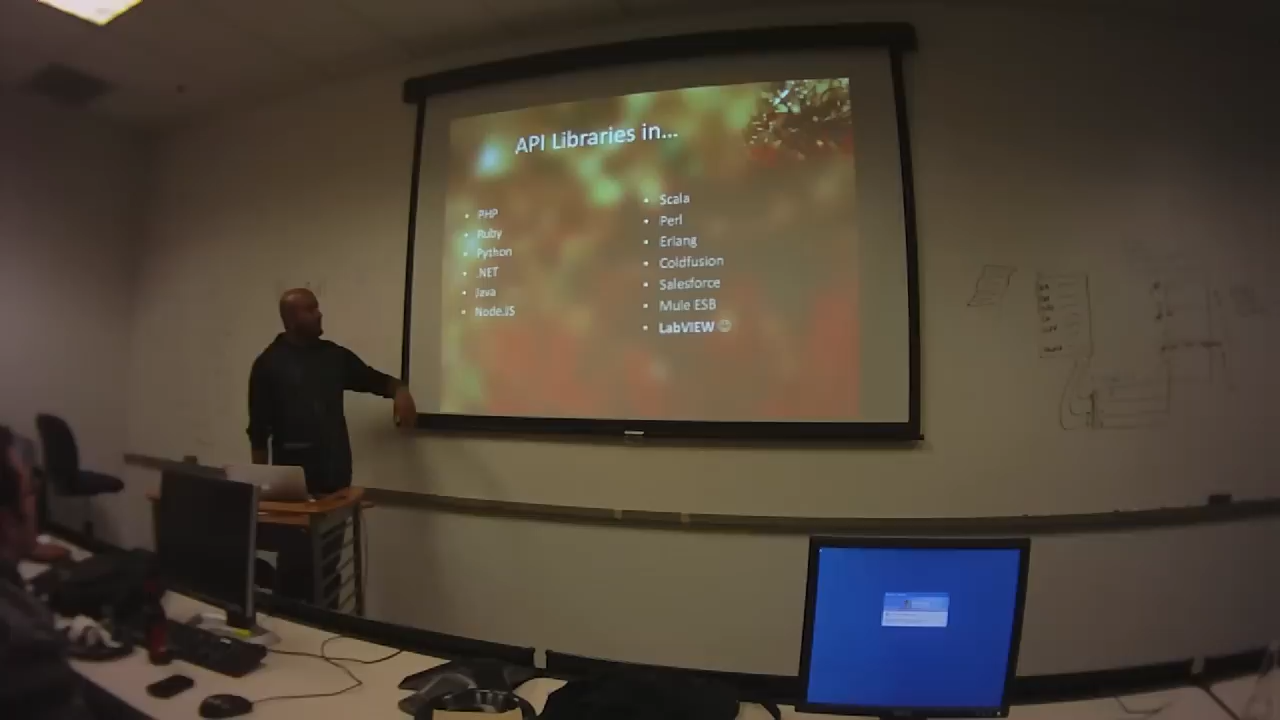 API Libraries in...
• PHP
• Ruby
• Python
• .NET
• Java
• Node.JS
• Scala
• Perl
• Erlang
• Coldfusion
• Salesforce
• Mule ESB
• LabVIEW ☺